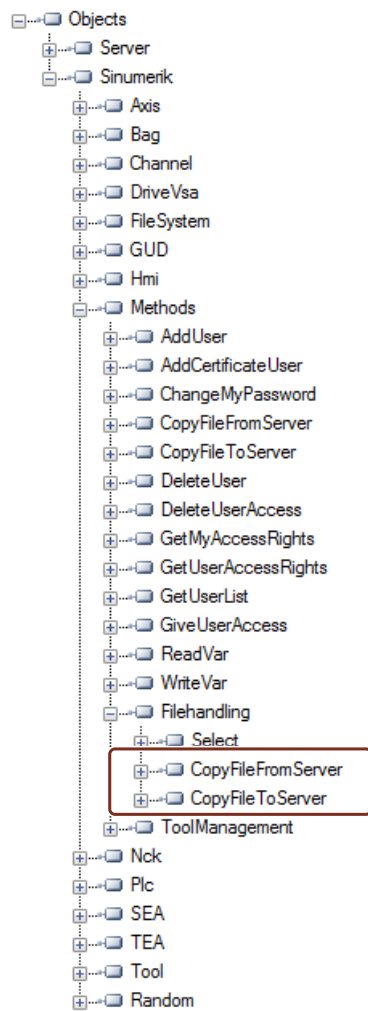 Objects
Server
Sinumerik
Axis
Bag
Channel
DriveVsa
FileSystem
GUD
Hmi
Methods
AddUser
AddCertificateUser
ChangeMyPassword
CopyFileFromServer
CopyFileToServer
DeleteUser
DeleteUserAccess
GetMyAccessRights
GetUserAccessRights
GetUserList
GiveUserAccess
ReadVar
WriteVar
Filehandling
Select
CopyFileFromServer
CopyFileToServer
ToolManagement
Nck
Plc
SEA
TEA
Tool
Random